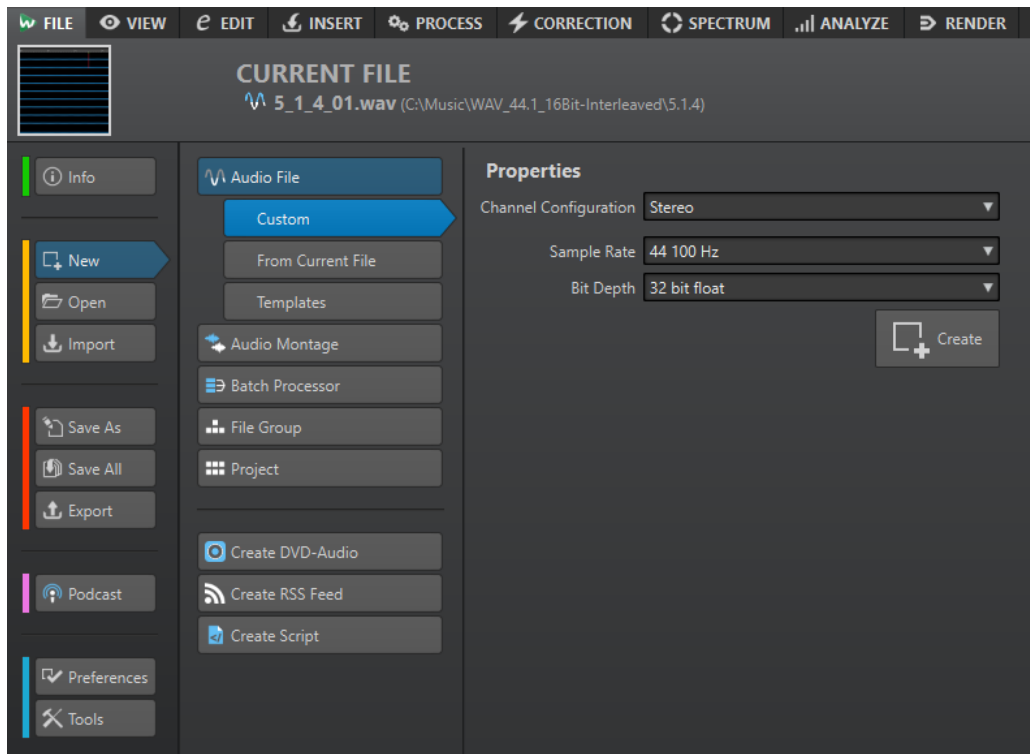 FILE VIEW EDIT INSERT PROCESS CORRECTION SPECTRUM ANALYZE RENDER
CURRENT FILE
5_1_4_01.wav (C:\Music\WAV_44.1_16Bit-Interleaved\5.1.4)
Info
New
Open
Import
Save As
Save All
Export
Podcast
Preferences
Tools
Audio File
Custom
From Current File
Templates
Audio Montage
Batch Processor
File Group
Project
Create DVD-Audio
Create RSS Feed
Create Script
Properties
Channel Configuration Stereo
Sample Rate 44 100 Hz
Bit Depth 32 bit float
Create